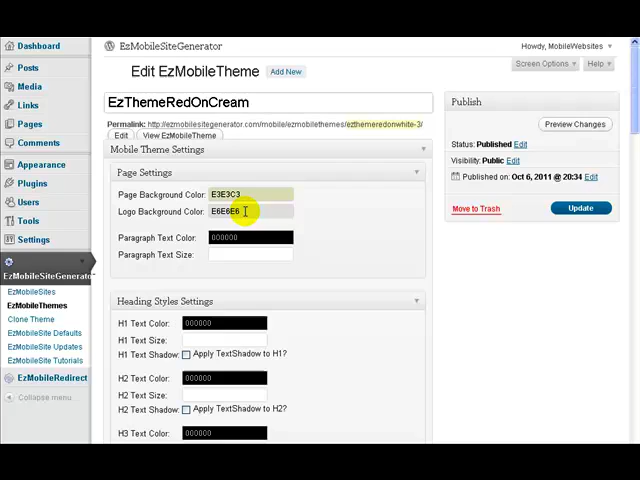 Dashboard
Posts
Media
Links
Pages
Comments
Appearance
Plugins
Users
Tools
Settings
EzMobileSiteGenerato
EzMobileSites
EzMobileThemes
Clone Theme
EzMobileSite Defaults
EzMobileSite Updates
EzMobileSite Tutorials
EzMobileRedirect
Collapse menu
EzMobileSiteGenerator
Howdy, MobileWebsites
Screen Options
Help
Edit EzMobileTheme
Add New
EzThemeRedOnCream
Permalink: http://ezmobilesitegenerator.com/mobile/ezmobilethemes/ezthemeredonwhite-3/
Edit
View EzMobileTheme
Mobile Theme Settings
Page Settings
Page Background Color: E3E3C3
Logo Background Color: E6E6E6
Paragraph Text Color: 000000
Paragraph Text Size:
Heading Styles Settings
H1 Text Color: 000000
H1 Text Size:
H1 Text Shadow: Apply TextShadow to H1?
H2 Text Color: 000000
H2 Text Size:
H2 Text Shadow: Apply TextShadow to H2?
H3 Text Color: 000000
Publish
Preview Changes
Status: Published Edit
Visibility: Public Edit
Published on: Oct 6, 2011 @ 20:34 Edit
Move to Trash
Update